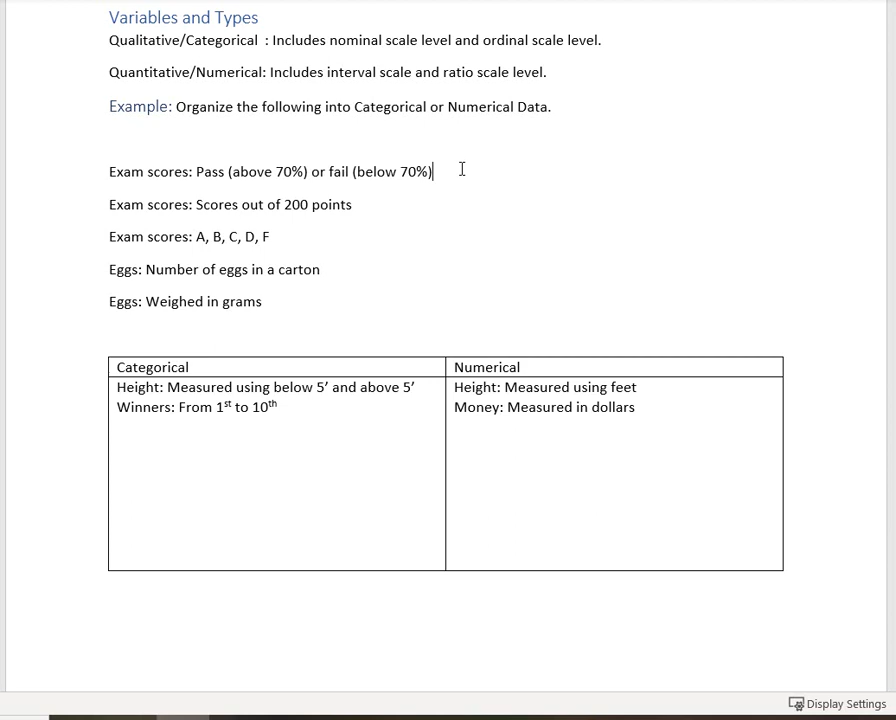 Variables and Types
Qualitative/Categorical  : Includes nominal scale level and ordinal scale level.
Quantitative/Numerical: Includes interval scale and ratio scale level.
Example: Organize the following into Categorical or Numerical Data.
Exam scores: Pass (above 70%) or fail (below 70%)
Exam scores: Scores out of 200 points
Exam scores: A, B, C, D, F
Eggs: Number of eggs in a carton
Eggs: Weighed in grams
Categorical
Height: Measured using below 5’ and above 5’
Winners: From 1st to 10th
Numerical
Height: Measured using feet
Money: Measured in dollars
Display Settings